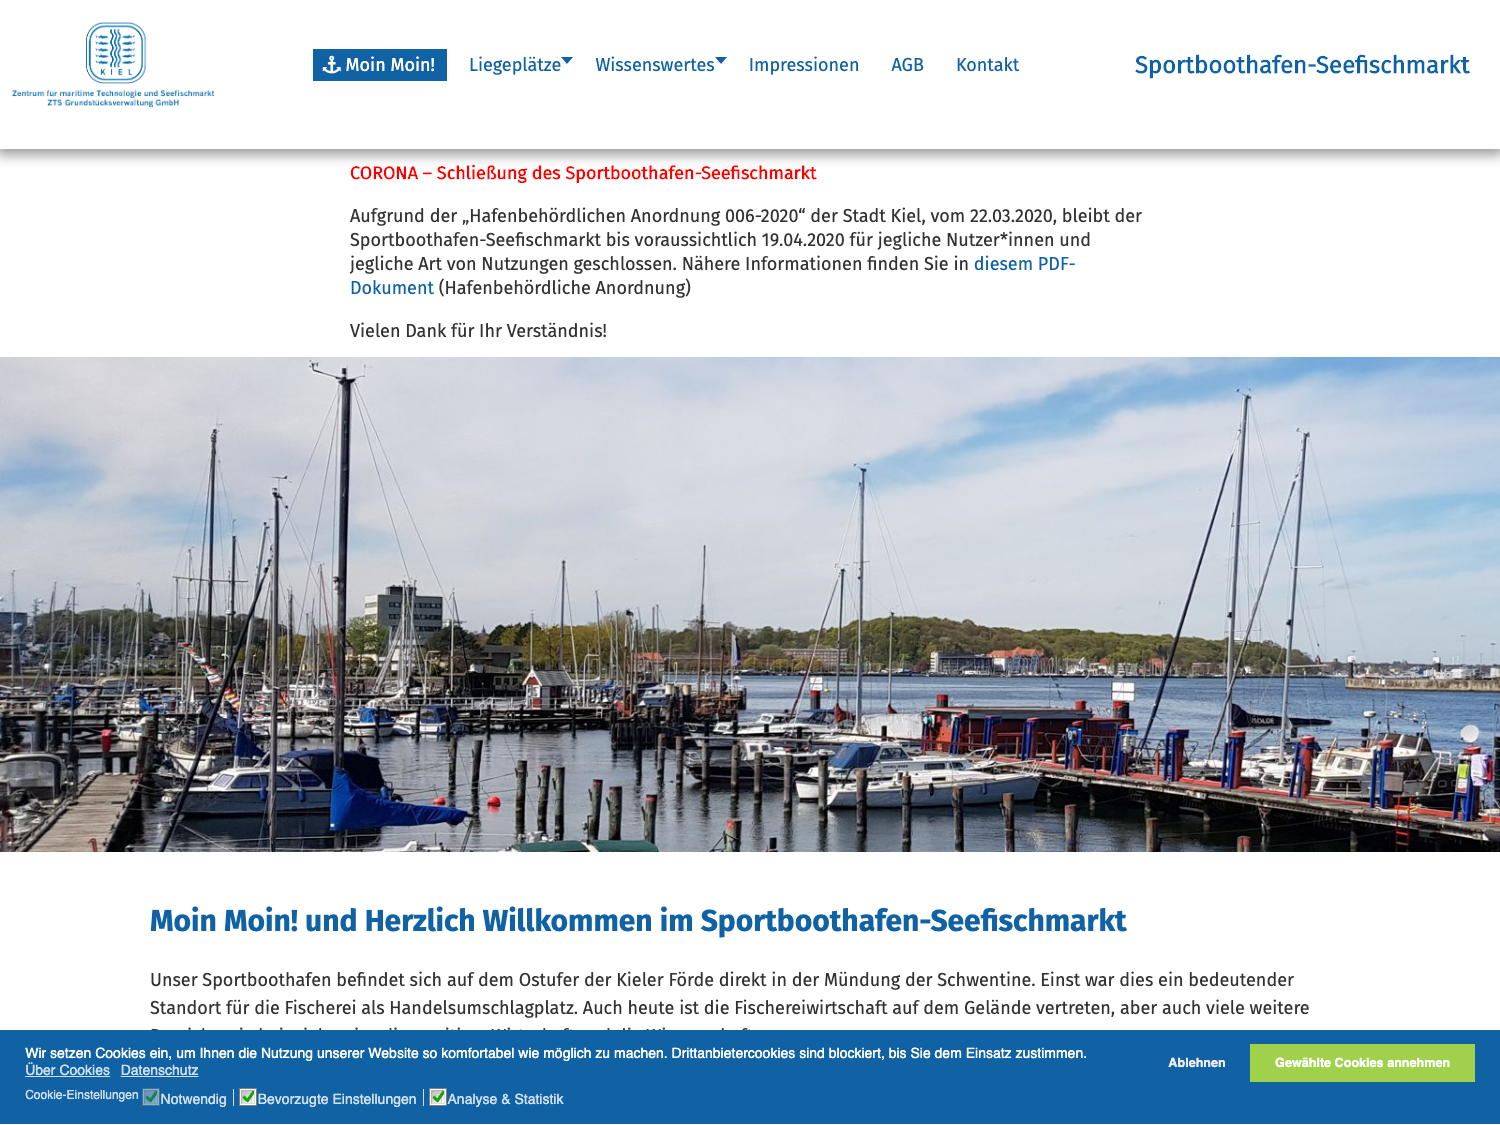 KIEL
Zentrum für maritime Technologie und Seefischmarkt
ZTS Grundstücksverwaltung GmbH
Moin Moin!
Liegeplätze
Wissenswertes
Impressionen
AGB
Kontakt
Sportboothafen-Seefischmarkt
CORONA – Schließung des Sportboothafen-Seefischmarkt
Aufgrund der „Hafenbehördlichen Anordnung 006-2020“ der Stadt Kiel, vom 22.03.2020, bleibt der
Sportboothafen-Seefischmarkt bis voraussichtlich 19.04.2020 für jegliche Nutzer*innen und
jegliche Art von Nutzungen geschlossen. Nähere Informationen finden Sie in diesem PDF-
Dokument (Hafenbehördliche Anordnung)
Vielen Dank für Ihr Verständnis!
Moin Moin! und Herzlich Willkommen im Sportboothafen-Seefischmarkt
Unser Sportboothafen befindet sich auf dem Ostufer der Kieler Förde direkt in der Mündung der Schwentine. Einst war dies ein bedeutender
Standort für die Fischerei als Handelsumschlagplatz. Auch heute ist die Fischereiwirtschaft auf dem Gelände vertreten, aber auch viele weitere
Wir setzen Cookies ein, um Ihnen die Nutzung unserer Website so komfortabel wie möglich zu machen. Drittanbietercookies sind blockiert, bis Sie dem Einsatz zustimmen.
Über Cookies Datenschutz
Cookie-Einstellungen Notwendig Bevorzugte Einstellungen Analyse & Statistik
Ablehnen
Gewählte Cookies annehmen